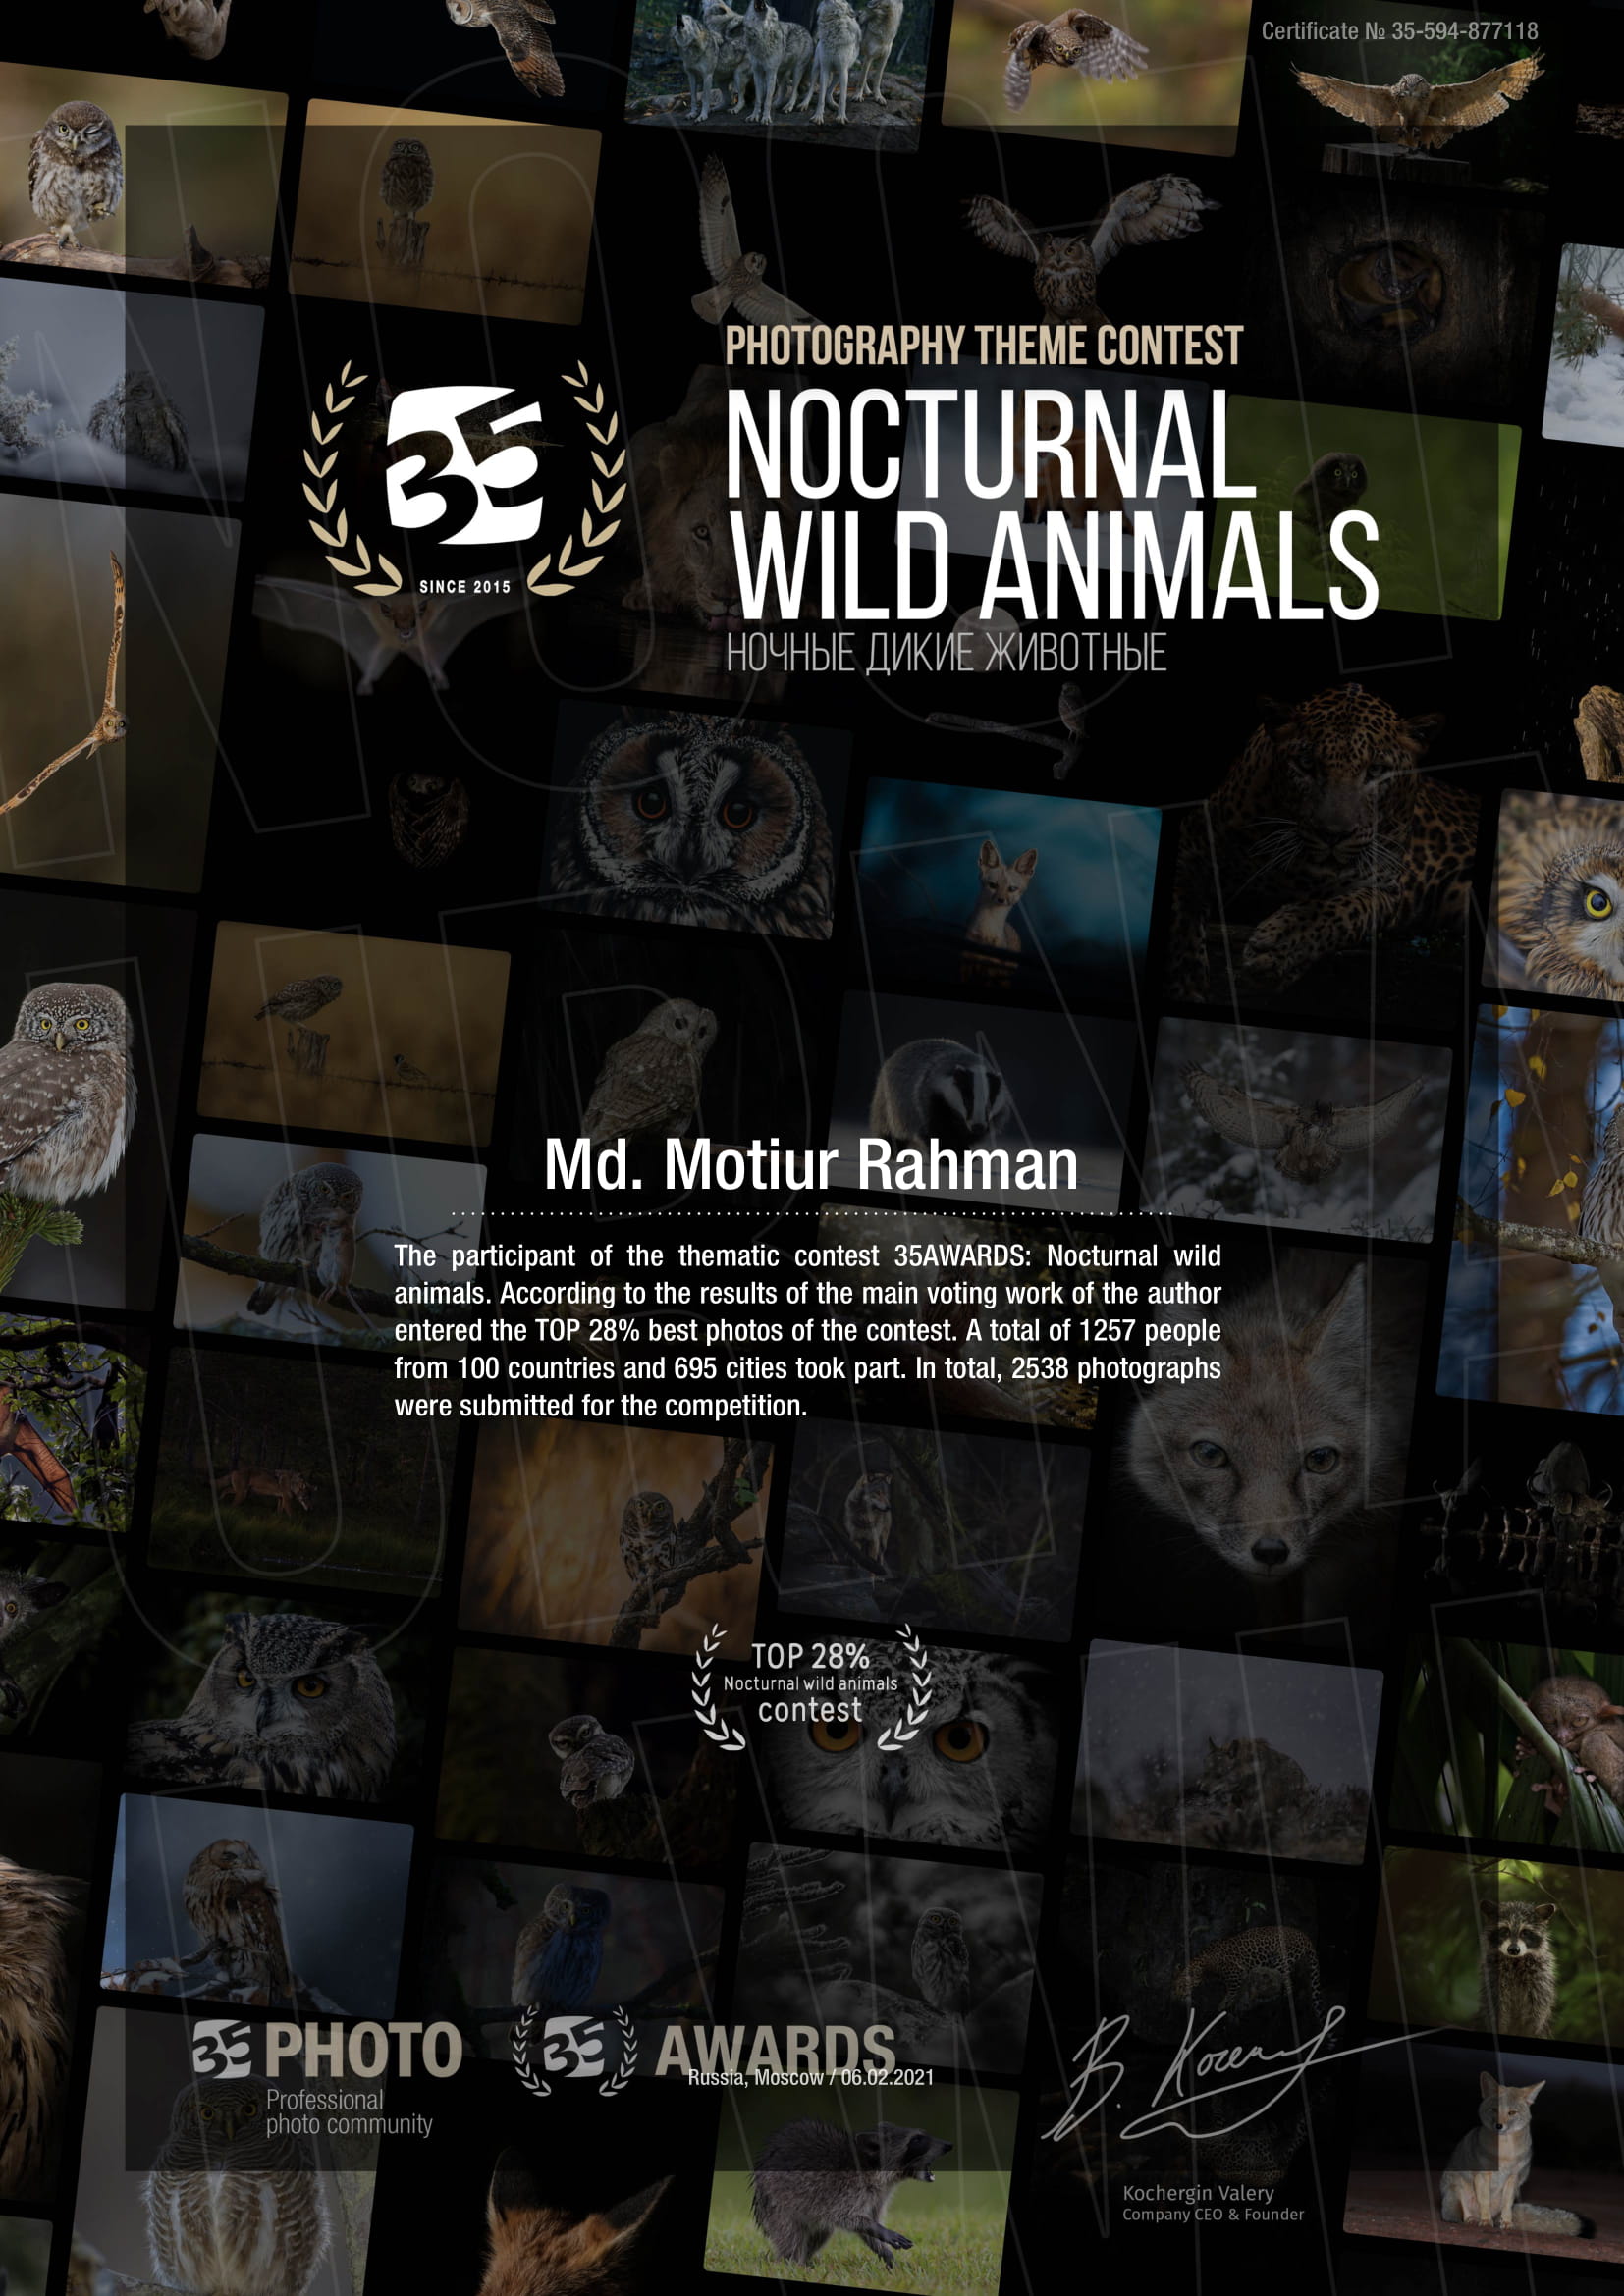 Certificate № 35-594-877118
PHOTOGRAPHY THEME CONTEST
NOCTURNAL
WILD ANIMALS
НОЧНЫЕ ДИКИЕ ЖИВОТНЫЕ
35
SINCE 2015
Md. Motiur Rahman
The participant of the thematic contest 35AWARDS: Nocturnal wild
animals. According to the results of the main voting work of the author
entered the TOP 28% best photos of the contest. A total of 1257 people
from 100 countries and 695 cities took part. In total, 2538 photographs
were submitted for the competition.
TOP 28%
Nocturnal wild animals
contest
35 PHOTO
Professional
photo community
35 AWARDS
Russia, Moscow / 06.02.2021
Kochergin Valery
Company CEO & Founder